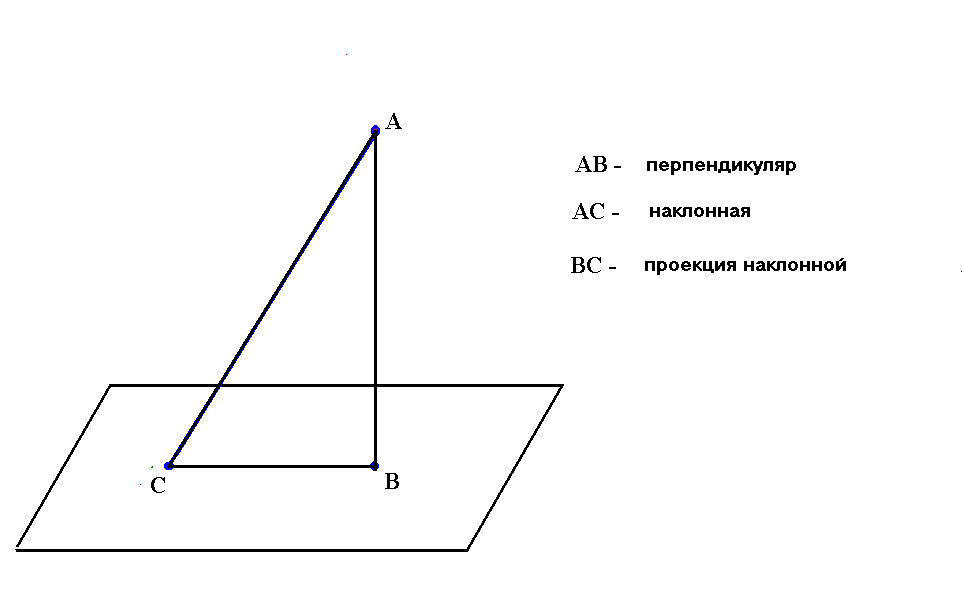 A
AB - перпендикуляр
AC - наклонная
BC - проекция наклонной
C
B